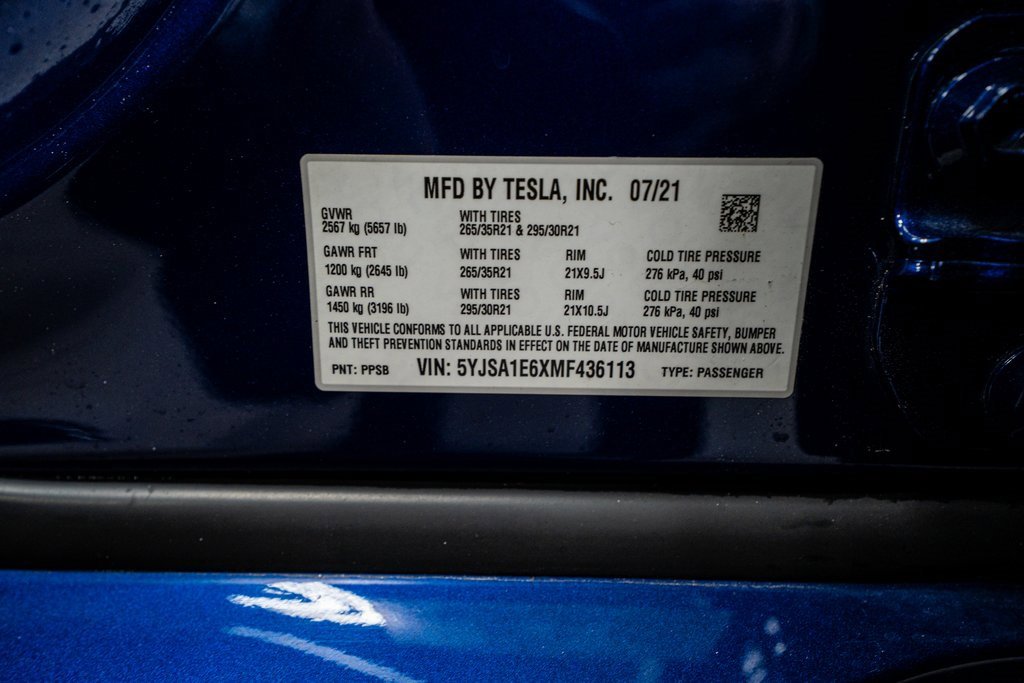 MFD BY TESLA, INC. 07/21
GVWR WITH TIRES
2567 kg (5657 lb) 265/35R21 & 295/30R21
GAWR FRT WITH TIRES RIM COLD TIRE PRESSURE
1200 kg (2645 lb) 265/35R21 21X9.5J 276 kPa, 40 psi
GAWR RR WITH TIRES RIM COLD TIRE PRESSURE
1450 kg (3196 lb) 295/30R21 21X10.5J 276 kPa, 40 psi
THIS VEHICLE CONFORMS TO ALL APPLICABLE U.S. FEDERAL MOTOR VEHICLE SAFETY, BUMPER
AND THEFT PREVENTION STANDARDS IN EFFECT ON THE DATE OF MANUFACTURE SHOWN ABOVE.
PNT: PPSB VIN: 5YJSA1E6XMF436113 TYPE: PASSENGER